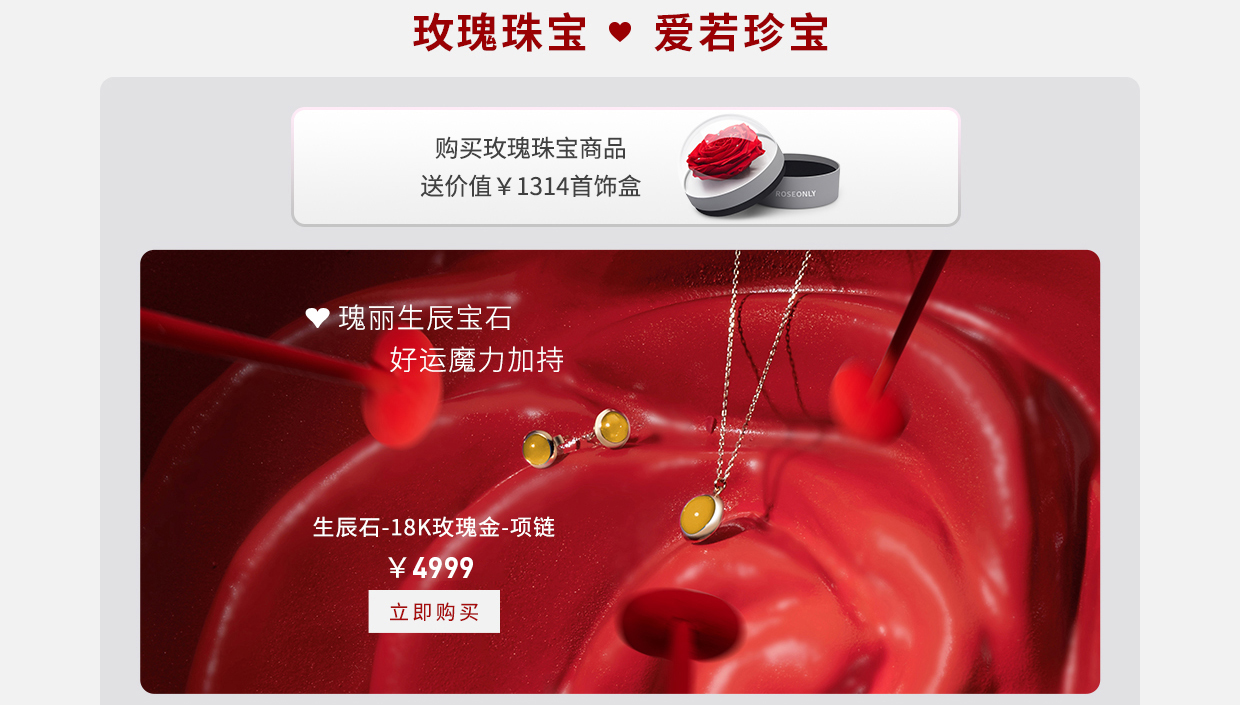 玫瑰珠宝 ♥ 爱若珍宝
购买玫瑰珠宝商品
送价值￥1314首饰盒
ROSEONLY
瑰丽生辰宝石
好运魔力加持
生辰石-18K玫瑰金-项链
￥4999
立即购买